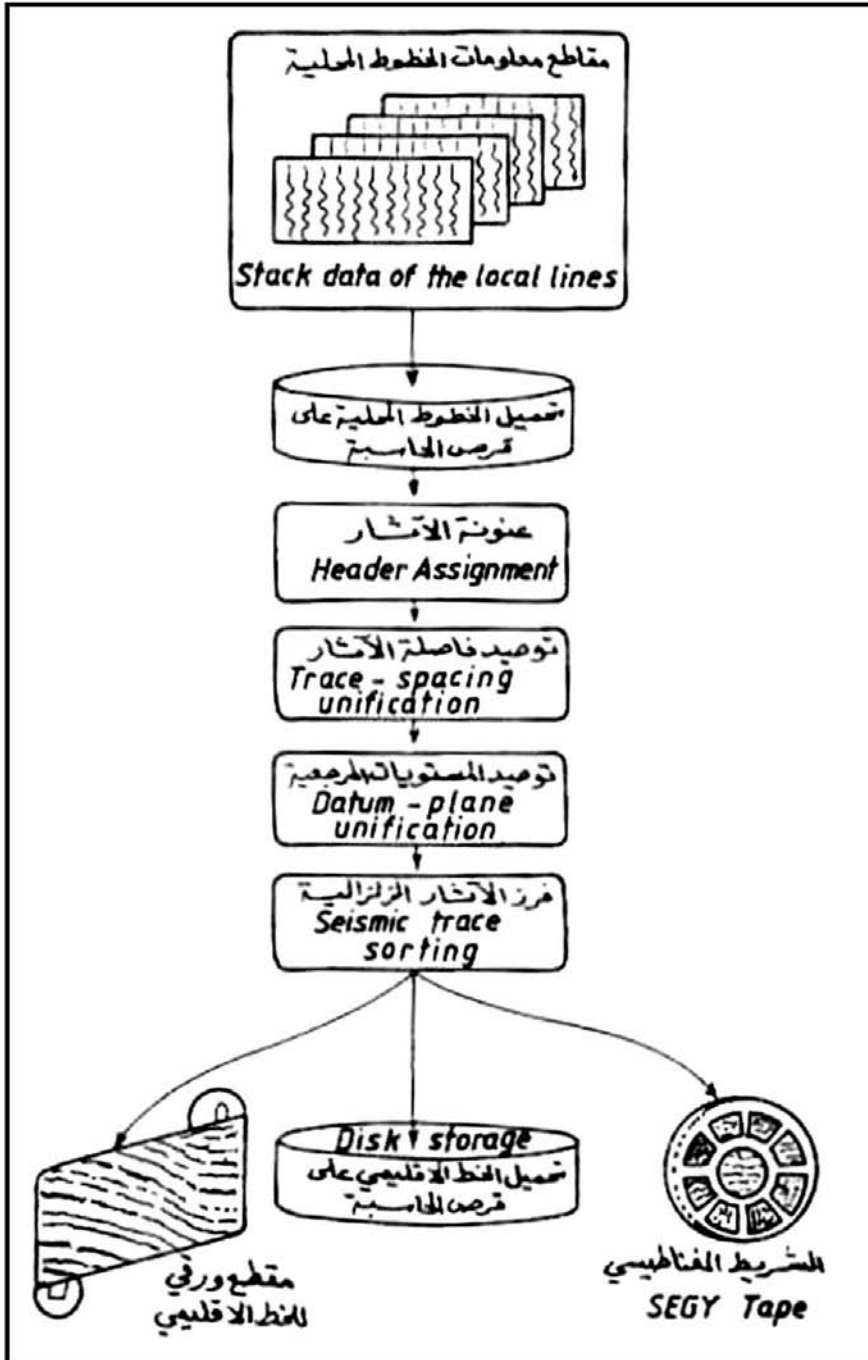 مقاطع معلومات الخطوط المحلية
Stack data of the local lines
تحميل الخطوط المحلية على
قرص الحاسبة
عنونة الآثار
Header Assignment
توحيد فاصلة الآثار
Trace - spacing
unification
توحيد المستويات المرجعية
Datum - plane
unification
فرز الآثار الزلزالية
Seismic trace
sorting
Disk storage
تحميل الخط الاقليمي على
قرص الحاسبة
مقطع ورقي
للخط الاقليمي
الشريط المغناطيسي
SEGY Tape